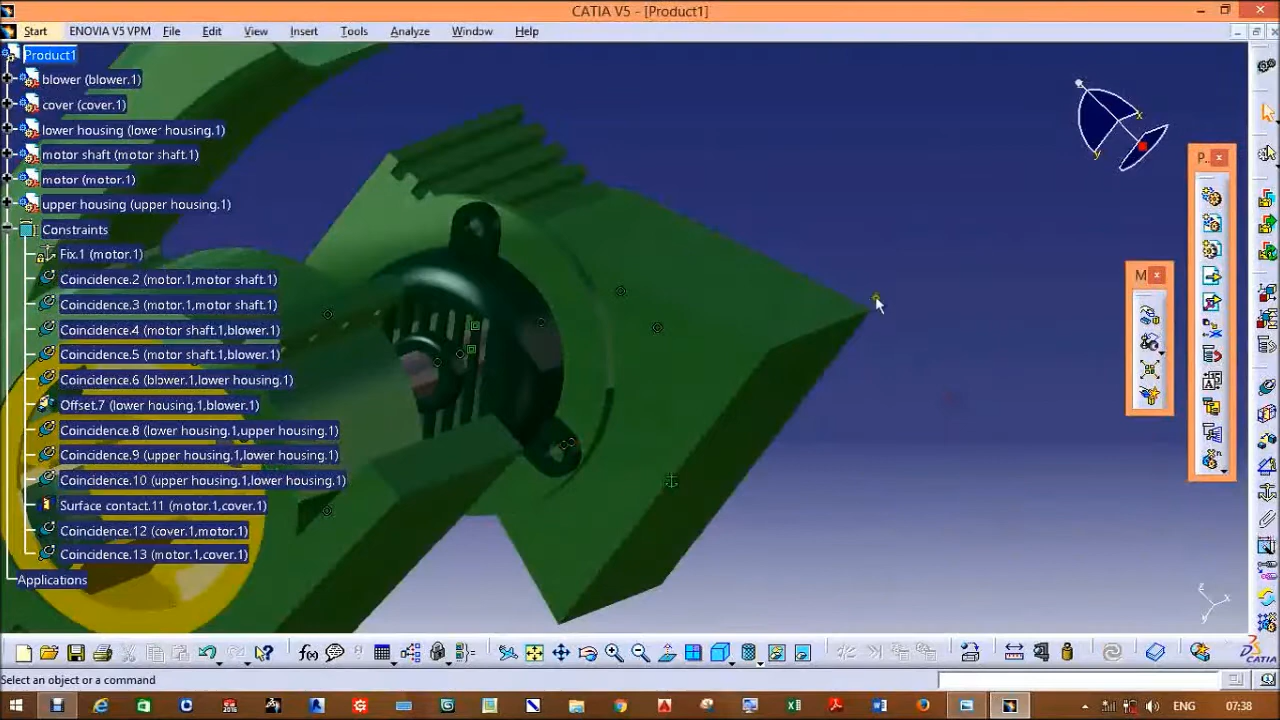 CATIA V5 - [Product1]
Start ENOVIA V5 VPM File Edit View Insert Tools Analyze Window Help
Product1
blower (blower.1)
cover (cover.1)
lower housing (lower housing.1)
motor shaft (motor shaft.1)
motor (motor.1)
upper housing (upper housing.1)
Constraints
Fix.1 (motor.1)
Coincidence.2 (motor.1,motor shaft.1)
Coincidence.3 (motor.1,motor shaft.1)
Coincidence.4 (motor shaft.1,blower.1)
Coincidence.5 (motor shaft.1,blower.1)
Coincidence.6 (blower.1,lower housing.1)
Offset.7 (lower housing.1,blower.1)
Coincidence.8 (lower housing.1,upper housing.1)
Coincidence.9 (upper housing.1,lower housing.1)
Coincidence.10 (upper housing.1,lower housing.1)
Surface contact.11 (motor.1,cover.1)
Coincidence.12 (cover.1,motor.1)
Coincidence.13 (motor.1,cover.1)
Applications
P...
M
z
x
y
f(x)
CATIA
Select an object or a command
ENG 07:38